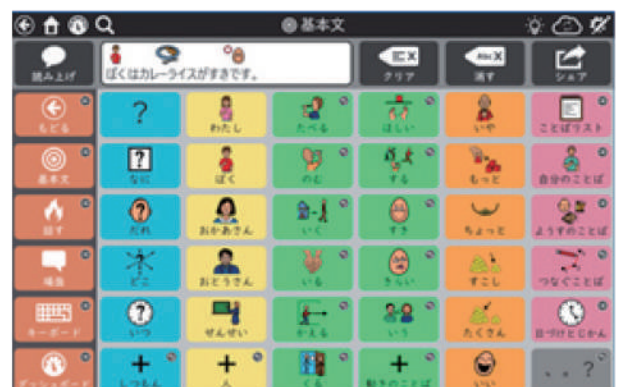 基本文
読み上げ
ぼくはカレーライスがすきです。
クリア
消す
シェア
もどる
?
わたし
たべる
ほしい
いや
ことばリスト
基本文
なに
ぼく
のむ
する
もっと
自分のことば
話す
だれ
おかあさん
いく
すき
ちょっと
ようすのことば
場面
どこ
おとうさん
いる
きらい
すこし
つなぐことば
キーボード
いつ
せんせい
かえる
いう
たくさん
日づけとじかん
ダッシュボード
しつもん
人
くる
動きのことば
いい
、。?